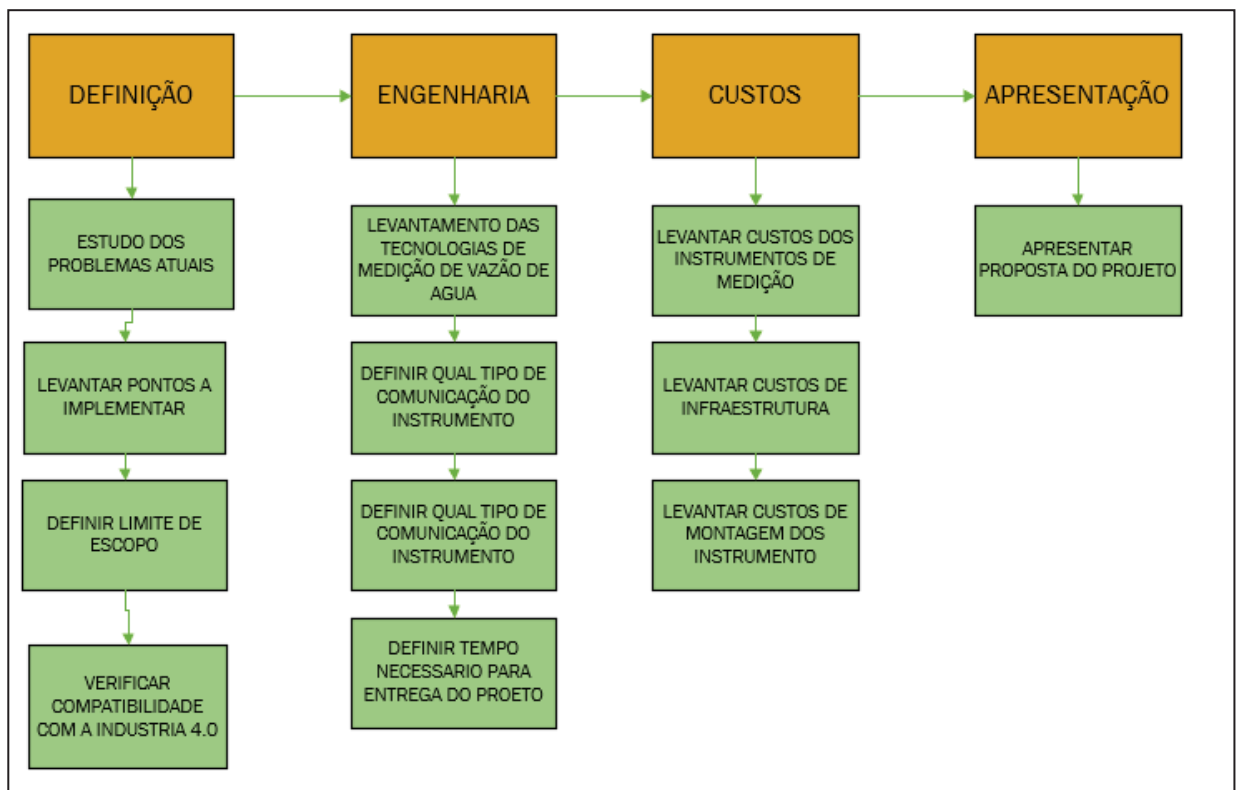 DEFINIÇÃO
ENGENHARIA
CUSTOS
APRESENTAÇÃO
ESTUDO DOS
PROBLEMAS ATUAIS
LEVANTAR PONTOS A
IMPLEMENTAR
DEFINIR LIMITE DE
ESCOPO
VERIFICAR
COMPATIBILIDADE
COM A INDUSTRIA 4.0
LEVANTAMENTO DAS
TECNOLOGIAS DE
MEDIÇÃO DE VAZÃO DE
AGUA
DEFINIR QUAL TIPO DE
COMUNICAÇÃO DO
INSTRUMENTO
DEFINIR QUAL TIPO DE
COMUNICAÇÃO DO
INSTRUMENTO
DEFINIR TEMPO
NECESSARIO PARA
ENTREGA DO PROETO
LEVANTAR CUSTOS DOS
INSTRUMENTOS DE
MEDIÇÃO
LEVANTAR CUSTOS DE
INFRAESTRUTURA
LEVANTAR CUSTOS DE
MONTAGEM DOS
INSTRUMENTO
APRESENTAR
PROPOSTA DO PROJETO